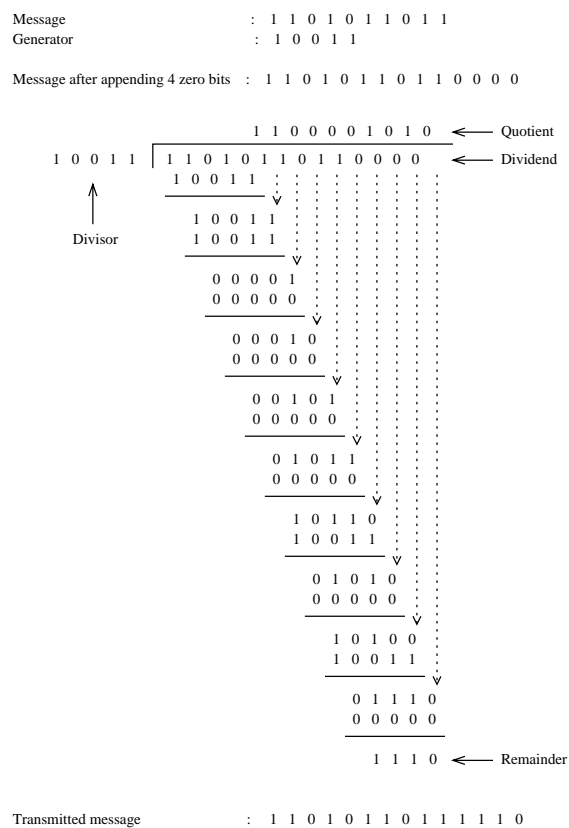 Message : 1 1 0 1 0 1 1 0 1 1
Generator : 1 0 0 1 1
Message after appending 4 zero bits : 1 1 0 1 0 1 1 0 1 1 0 0 0 0
1 1 0 0 0 0 1 0 1 0 Quotient
1 0 0 1 1 1 1 0 1 0 1 1 0 1 1 0 0 0 0 Dividend
1 0 0 1 1
1 0 0 1 1
1 0 0 1 1
Divisor
0 0 0 0 1
0 0 0 0 0
0 0 0 1 0
0 0 0 0 0
0 0 1 0 1
0 0 0 0 0
0 1 0 1 1
0 0 0 0 0
1 0 1 1 0
1 0 0 1 1
0 1 0 1 0
0 0 0 0 0
1 0 1 0 0
1 0 0 1 1
0 1 1 1 0
0 0 0 0 0
1 1 1 0 Remainder
Transmitted message : 1 1 0 1 0 1 1 0 1 1 1 1 1 0